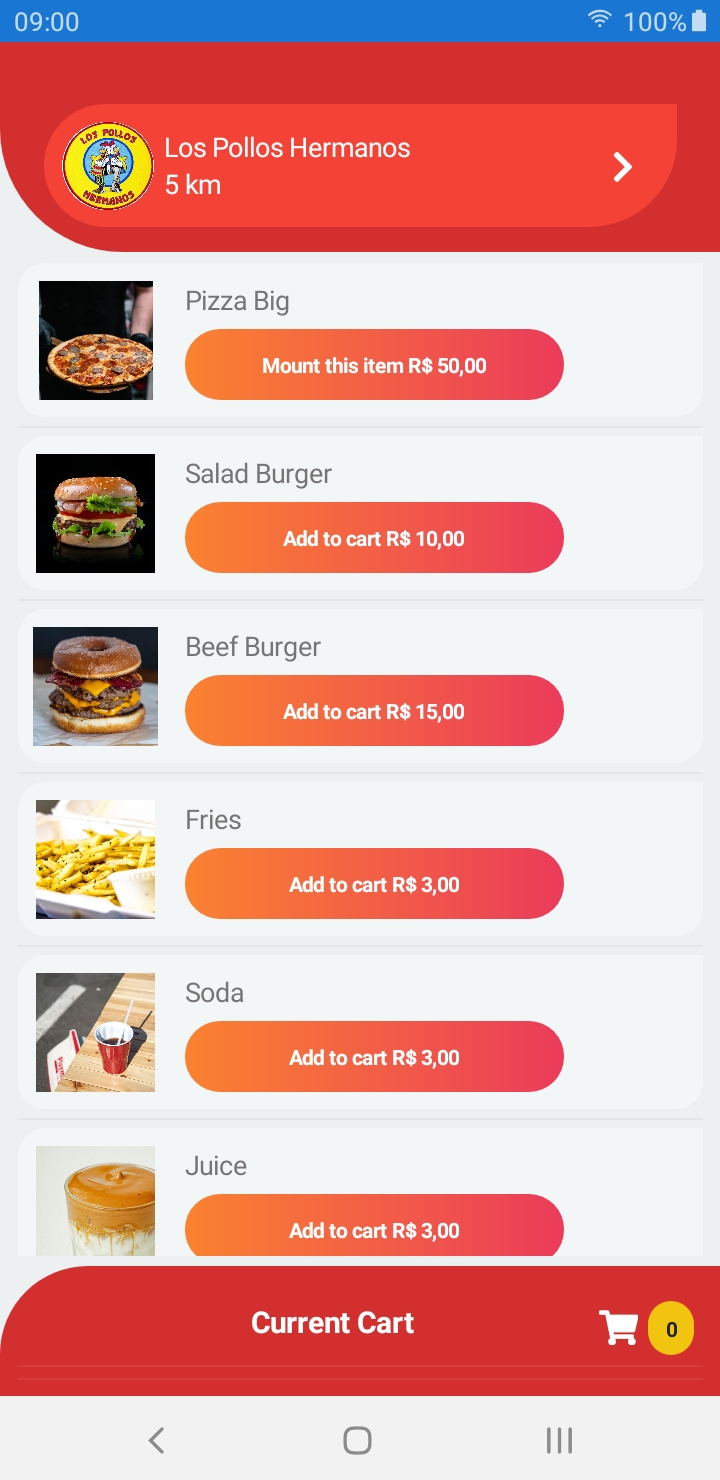 09:00
100%
LOS POLLOS
HERMANOS
Los Pollos Hermanos
5 km
Pizza Big
Mount this item R$ 50,00
Salad Burger
Add to cart R$ 10,00
Beef Burger
Add to cart R$ 15,00
Fries
Add to cart R$ 3,00
Soda
Add to cart R$ 3,00
Juice
Add to cart R$ 3,00
Current Cart
0